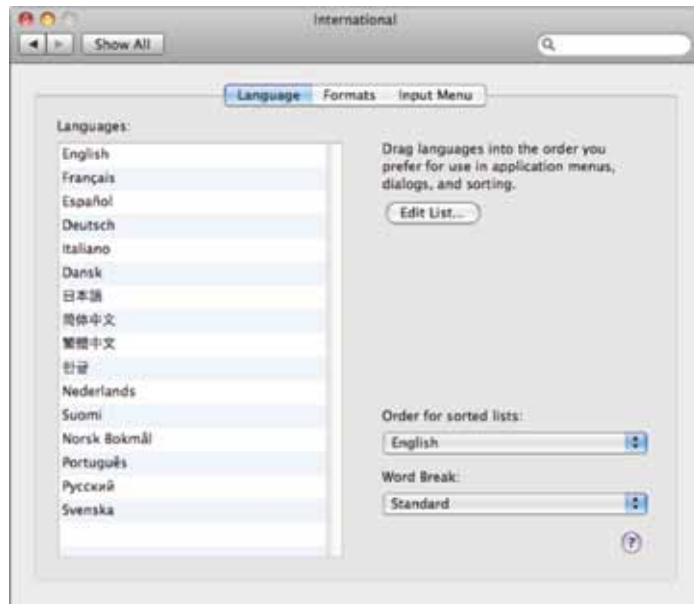 International
Show All
Language Formats Input Menu
Languages:
English
Français
Español
Deutsch
Italiano
Dansk
日本語
简体中文
繁體中文
한글
Nederlands
Suomi
Norsk Bokmål
Português
Русский
Svenska
Drag languages into the order you
prefer for use in application menus,
dialogs, and sorting.
Edit List...
Order for sorted lists:
English
Word Break:
Standard
?